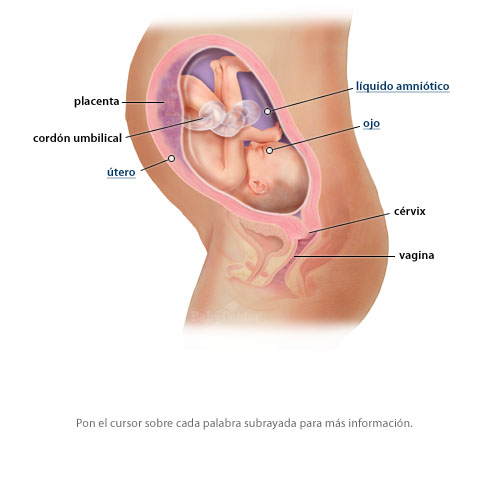 líquido amniótico
placenta
ojo
cordón umbilical
útero
cérvix
vagina
Pon el cursor sobre cada palabra subrayada para más información.